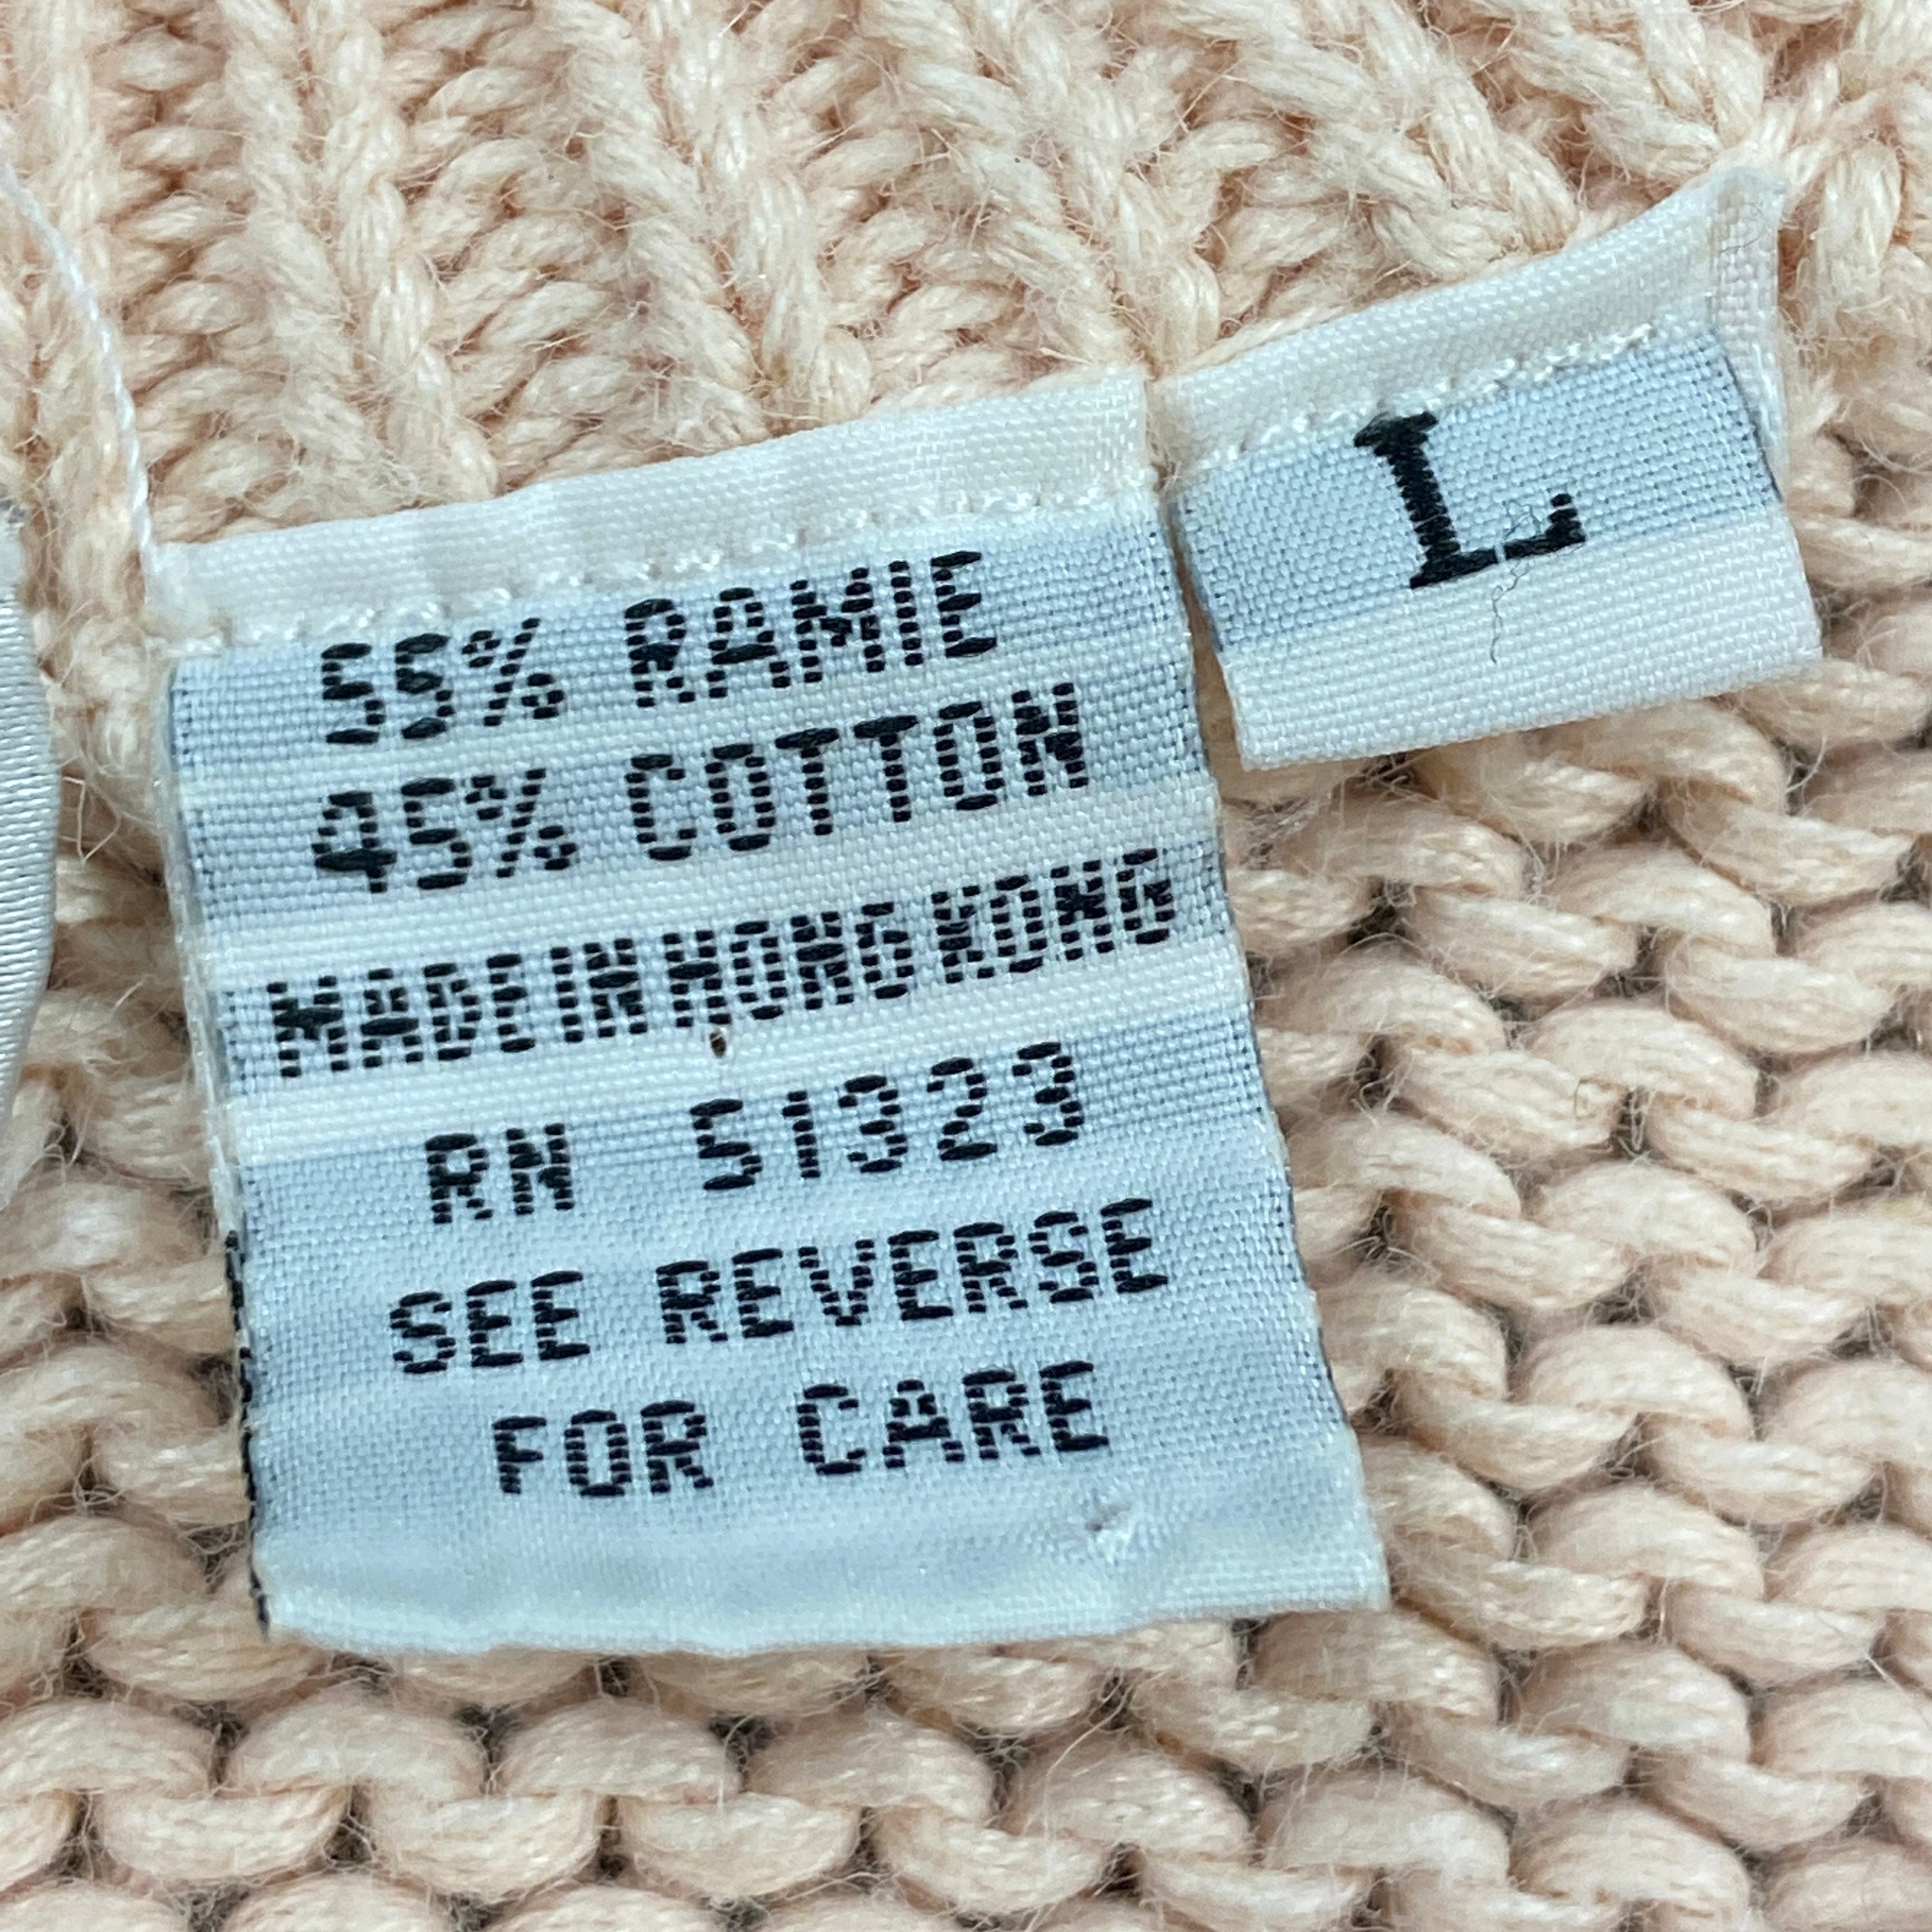 55% RAMIE
45% COTTON
MADE IN HONG KONG
RN 51323
SEE REVERSE
FOR CARE
L